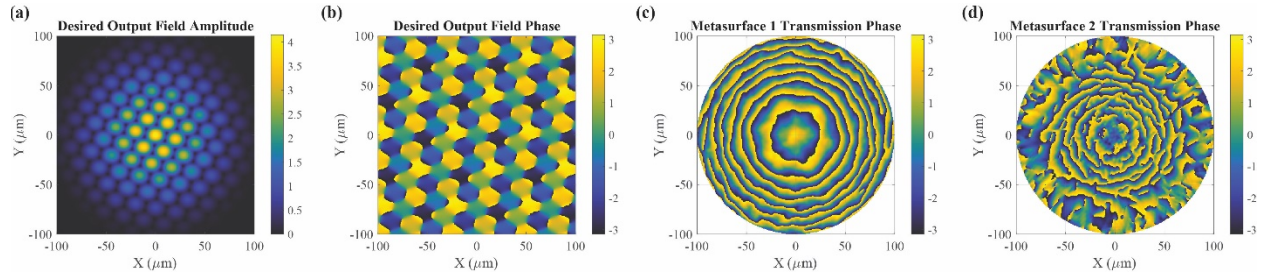 (a)
Desired Output Field Amplitude
100
50
0
-50
-100
Y (μm)
-100 -50 0 50 100
X (μm)
4
3.5
3
2.5
2
1.5
1
0.5
0
(b)
Desired Output Field Phase
100
50
0
-50
-100
Y (μm)
-100 -50 0 50 100
X (μm)
3
2
1
0
-1
-2
-3
(c)
Metasurface 1 Transmission Phase
100
50
0
-50
-100
Y (μm)
-100 -50 0 50 100
X (μm)
3
2
1
0
-1
-2
-3
(d)
Metasurface 2 Transmission Phase
100
50
0
-50
-100
Y (μm)
-100 -50 0 50 100
X (μm)
3
2
1
0
-1
-2
-3